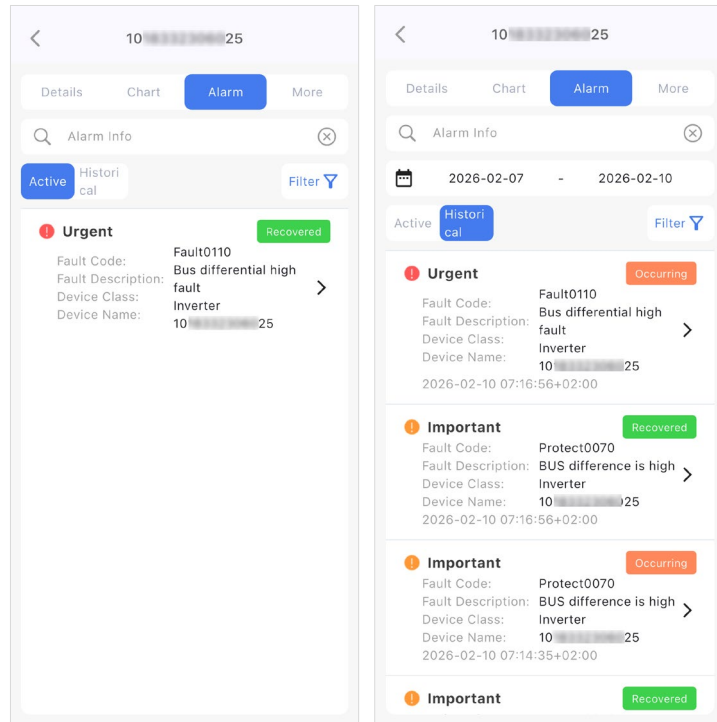 10
25
Details Chart Alarm More
Alarm Info
Active Histori
cal
Filter
Urgent Recovered
Fault Code: Fault0110
Fault Description: Bus differential high
fault
Device Class: Inverter
Device Name: 10 25
10 25
Details Chart Alarm More
Alarm Info
2026-02-07 - 2026-02-10
Active Histori
cal
Filter
Urgent Occurring
Fault Code: Fault0110
Fault Description: Bus differential high
fault
Device Class: Inverter
Device Name: 10 25
2026-02-10 07:16:56+02:00
Important Recovered
Fault Code: Protect0070
Fault Description: BUS difference is high
Device Class: Inverter
Device Name: 10 25
2026-02-10 07:16:56+02:00
Important Occurring
Fault Code: Protect0070
Fault Description: BUS difference is high
Device Class: Inverter
Device Name: 10 25
2026-02-10 07:14:35+02:00
Important Recovered